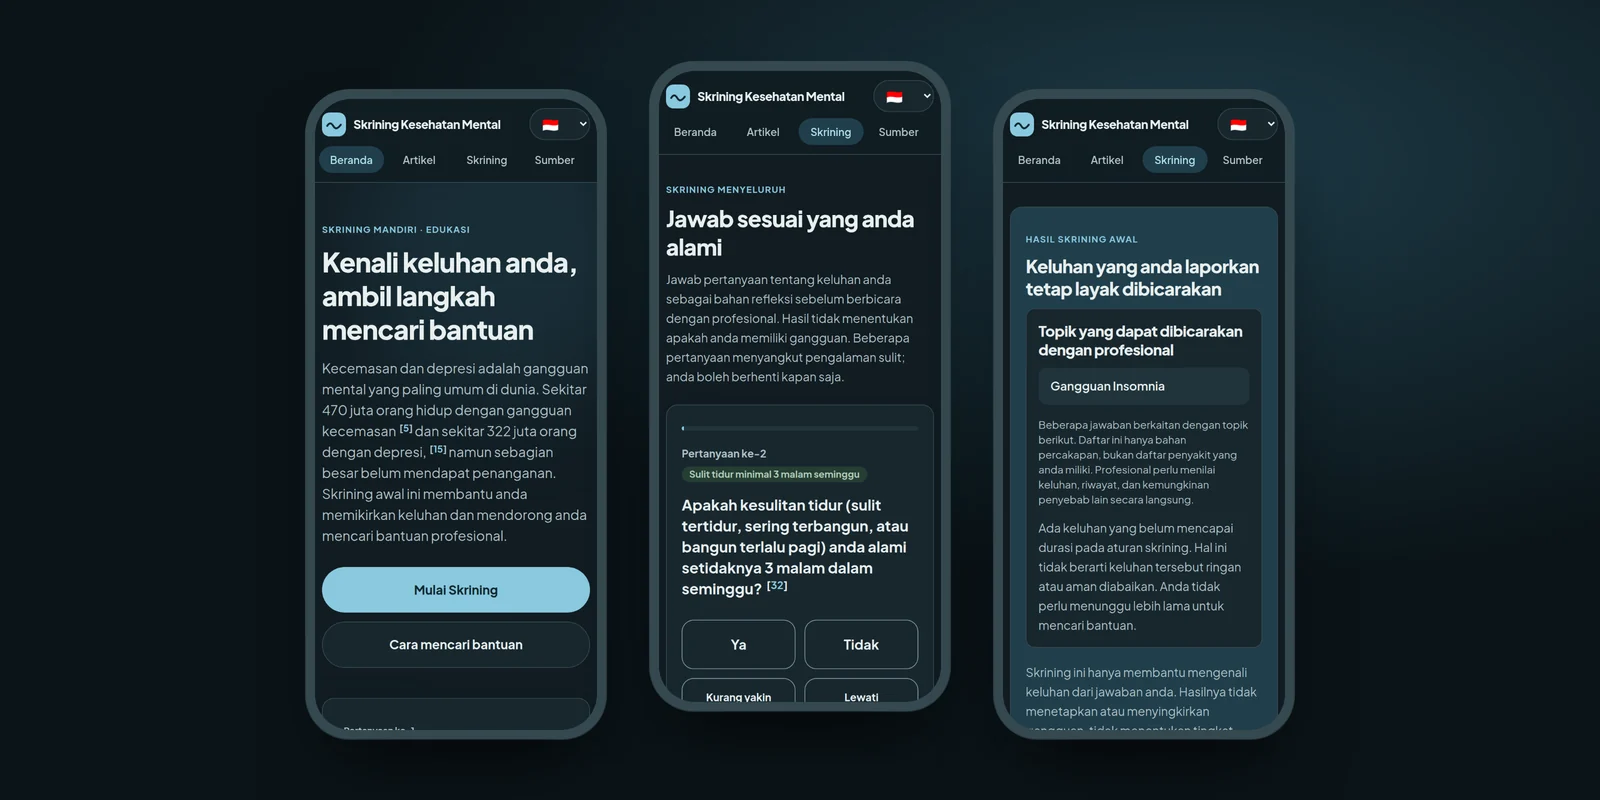 Skrining Kesehatan Mental
Beranda Artikel Skrining Sumber
SKRINING MANDIRI · EDUKASI
Kenali keluhan anda,
ambil langkah
mencari bantuan
Kecemasan dan depresi adalah gangguan
mental yang paling umum di dunia. Sekitar
470 juta orang hidup dengan gangguan
kecemasan [5] dan sekitar 322 juta orang
dengan depresi, [15] namun sebagian
besar belum mendapat penanganan.
Skrining awal ini membantu anda
memikirkan keluhan dan mendorong anda
mencari bantuan profesional.
Mulai Skrining
Cara mencari bantuan
Pertanyaan ke-1
Skrining Kesehatan Mental
Beranda Artikel Skrining Sumber
SKRINING MENYELURUH
Jawab sesuai yang anda
alami
Jawab pertanyaan tentang keluhan anda
sebagai bahan refleksi sebelum berbicara
dengan profesional. Hasil tidak menentukan
apakah anda memiliki gangguan. Beberapa
pertanyaan menyangkut pengalaman sulit;
anda boleh berhenti kapan saja.
Pertanyaan ke-2
Sulit tidur minimal 3 malam seminggu
Apakah kesulitan tidur (sulit
tertidur, sering terbangun, atau
bangun terlalu pagi) anda alami
setidaknya 3 malam dalam
seminggu? [32]
Ya Tidak
Kurang yakin Lewati
Skrining Kesehatan Mental
Beranda Artikel Skrining Sumber
HASIL SKRINING AWAL
Keluhan yang anda laporkan
tetap layak dibicarakan
Topik yang dapat dibicarakan
dengan profesional
Gangguan Insomnia
Beberapa jawaban berkaitan dengan topik
berikut. Daftar ini hanya bahan
percakapan, bukan daftar penyakit yang
anda miliki. Profesional perlu menilai
keluhan, riwayat, dan kemungkinan
penyebab lain secara langsung.
Ada keluhan yang belum mencapai
durasi pada aturan skrining. Hal ini
tidak berarti keluhan tersebut ringan
atau aman diabaikan. Anda tidak
perlu menunggu lebih lama untuk
mencari bantuan.
Skrining ini hanya membantu mengenali
keluhan dari jawaban anda. Hasilnya tidak
menetapkan atau menyingkirkan
gangguan, tidak menentukan tingkat